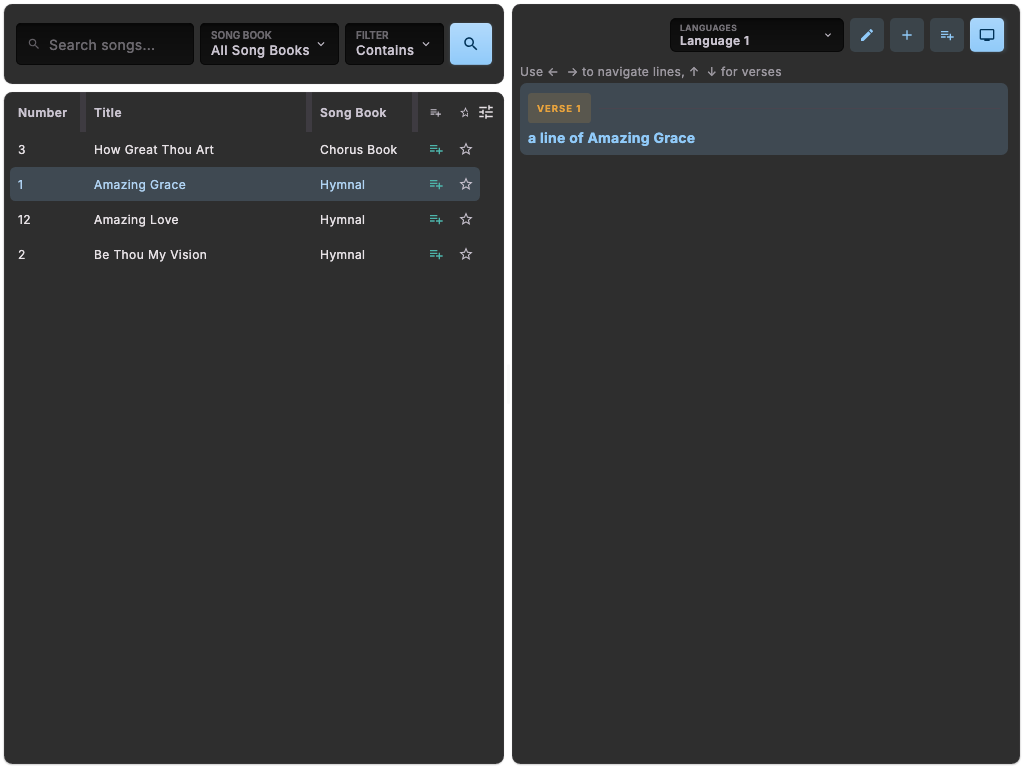 Search songs...
SONG BOOK
All Song Books
FILTER
Contains
Number Title Song Book
3 How Great Thou Art Chorus Book
1 Amazing Grace Hymnal
12 Amazing Love Hymnal
2 Be Thou My Vision Hymnal
LANGUAGES
Language 1
Use ← → to navigate lines, ↑ ↓ for verses
VERSE 1
a line of Amazing Grace